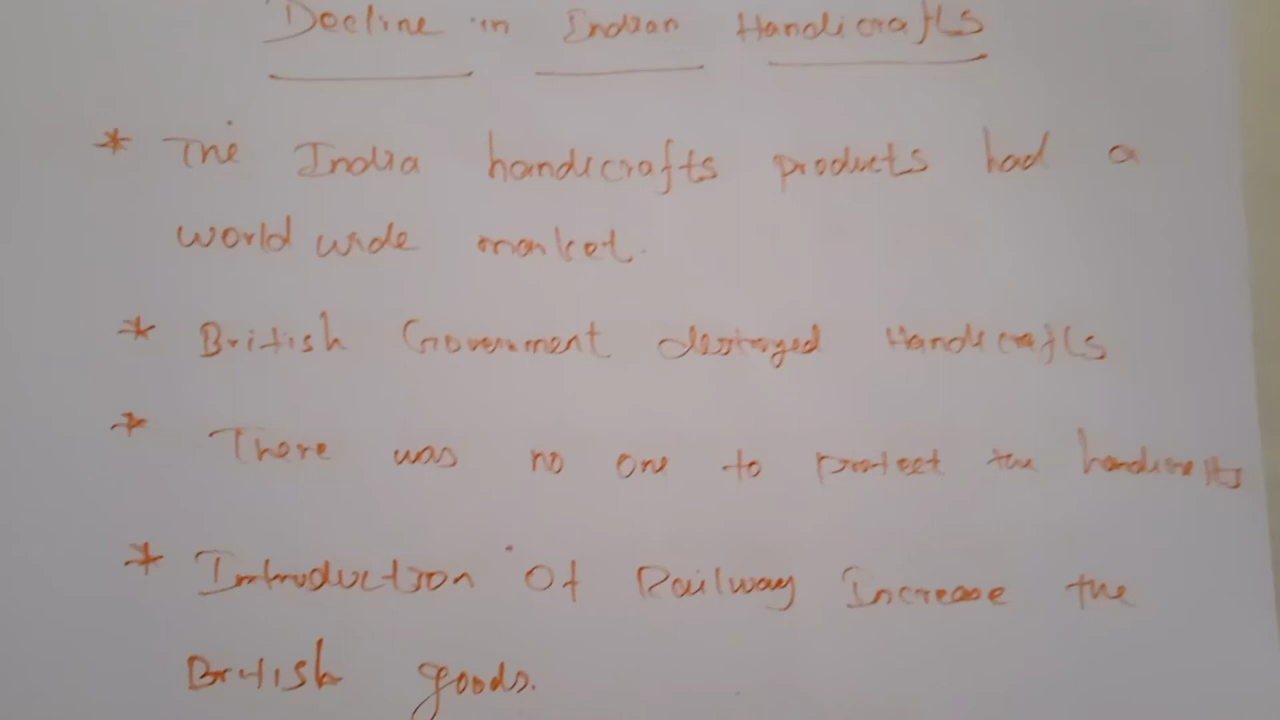 Decline in Indian Handicrafts
* The India handicrafts products had a
world wide market.
* British Government destroyed Handicrafts
* There was no one to protect the handicrafts
* Introduction Of Railway Increase the
British goods.